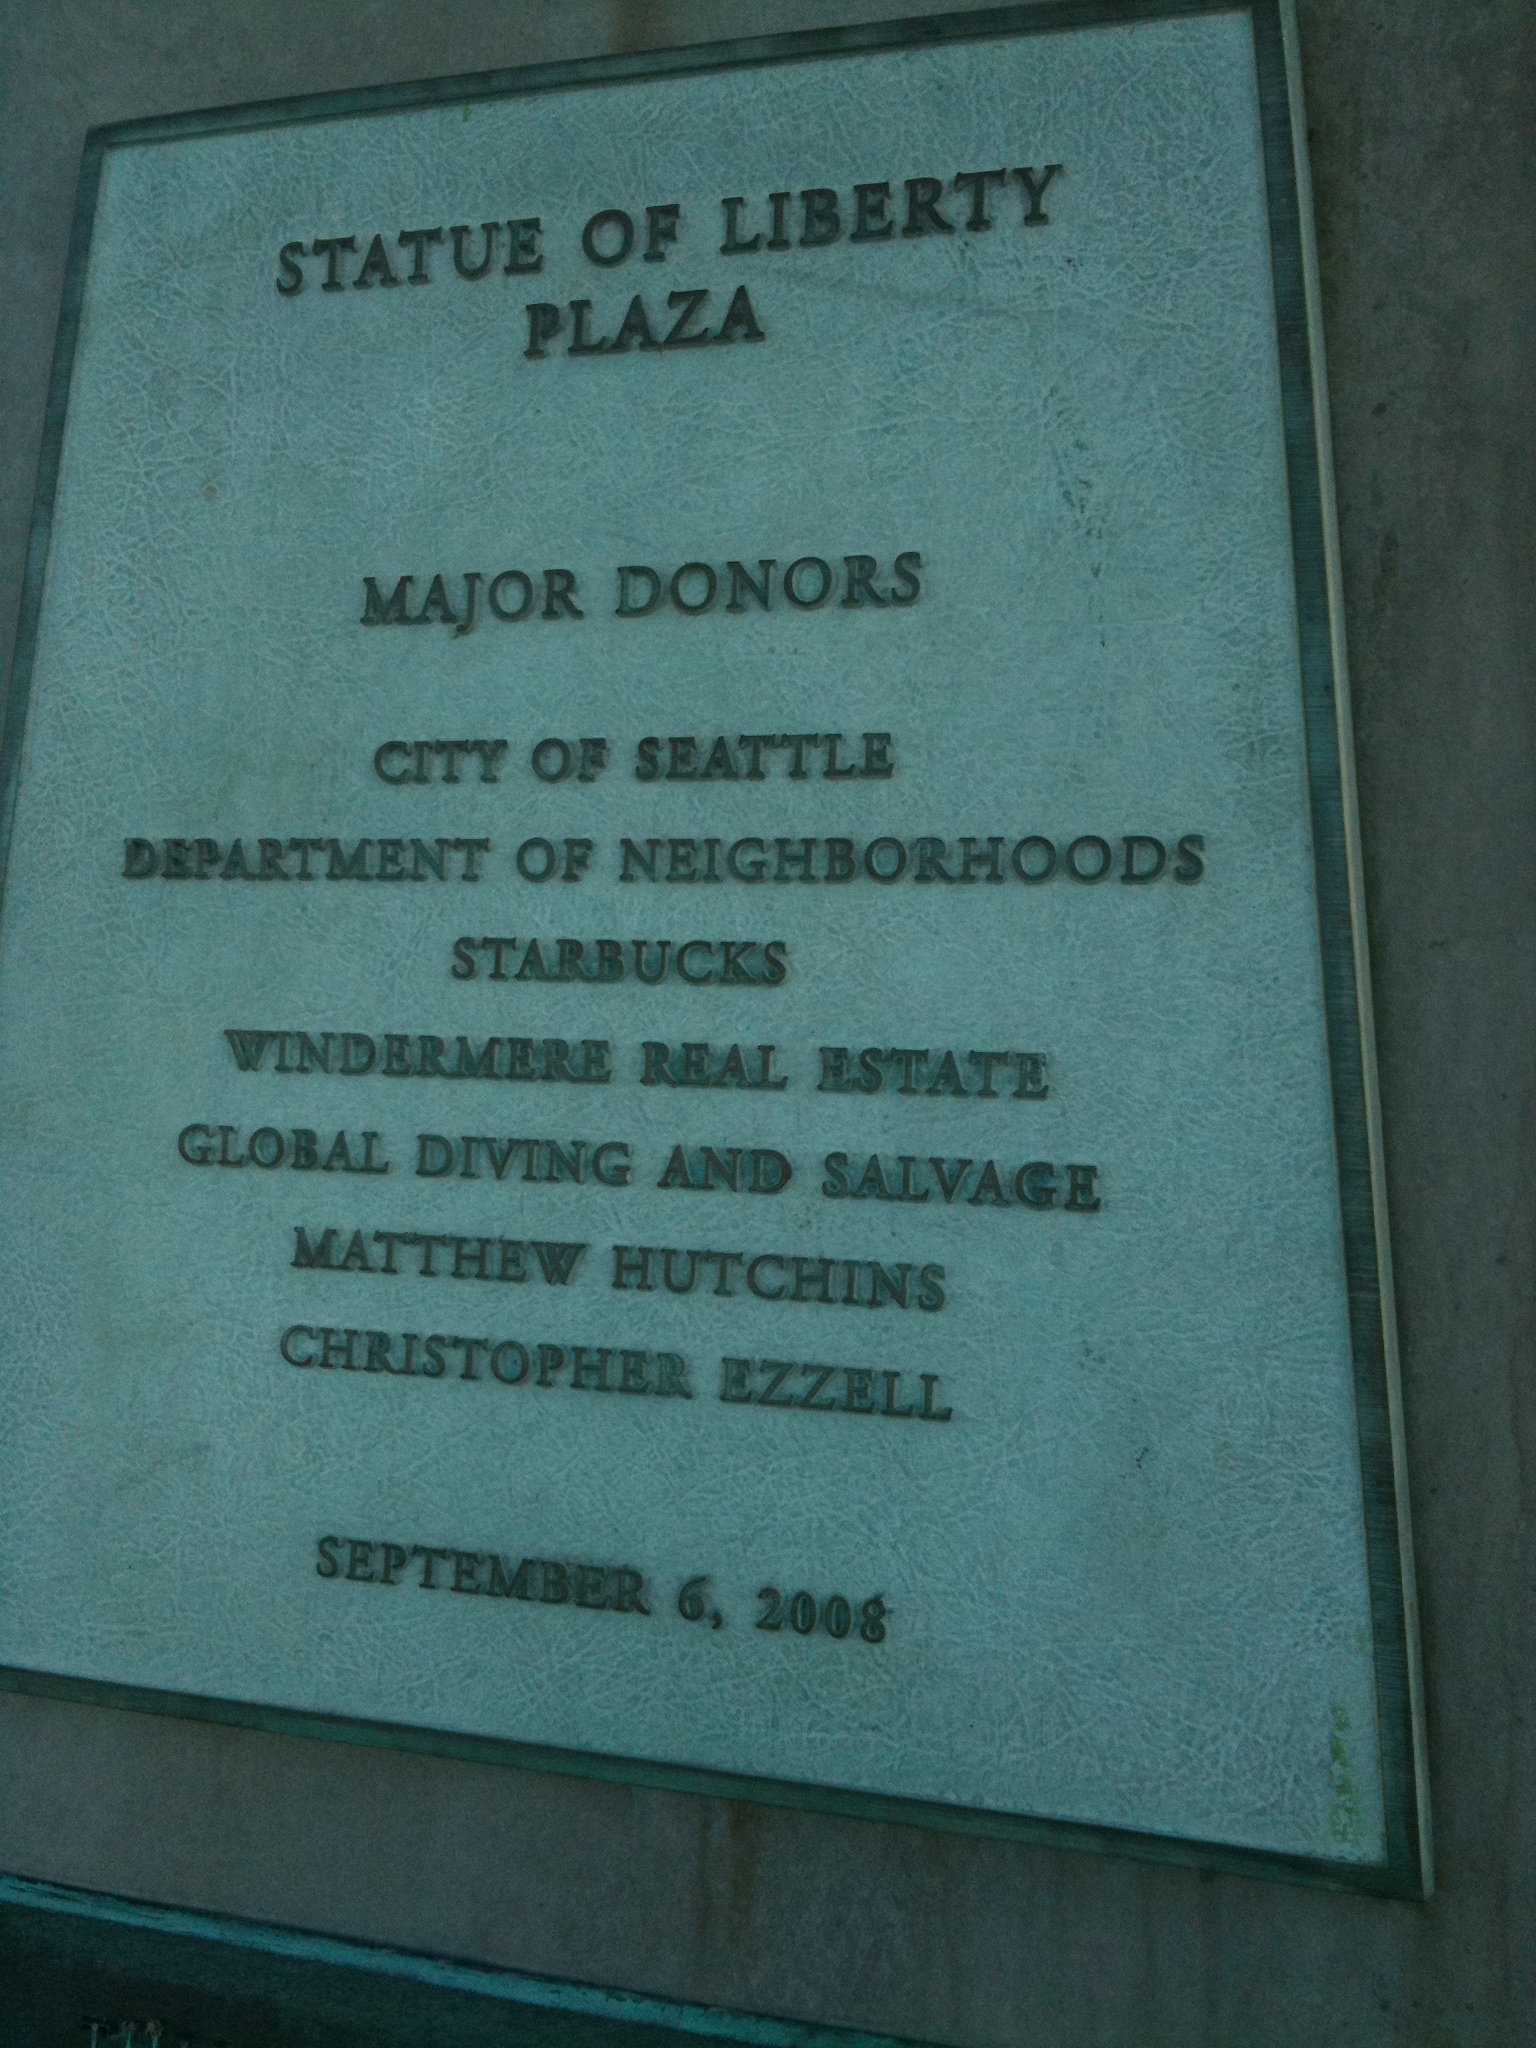 STATUE OF LIBERTY
PLAZA
MAJOR DONORS
CITY OF SEATTLE
DEPARTMENT OF NEIGHBORHOODS
STARBUCKS
WINDERMERE REAL ESTATE
GLOBAL DIVING AND SALVAGE
MATTHEW HUTCHINS
CHRISTOPHER EZZELL
SEPTEMBER 6, 2008